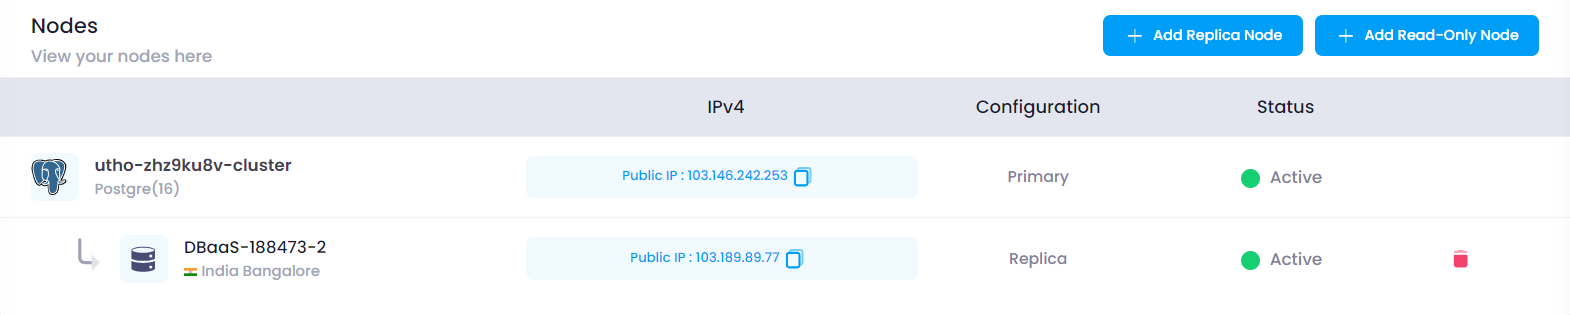 Nodes
View your nodes here
Add Replica Node
Add Read-Only Node
IPv4 Configuration Status
utho-zhz9ku8v-cluster
Postgre(16)
Public IP : 103.146.242.253
Primary
Active
DBaaS-188473-2
India Bangalore
Public IP : 103.189.89.77
Replica
Active